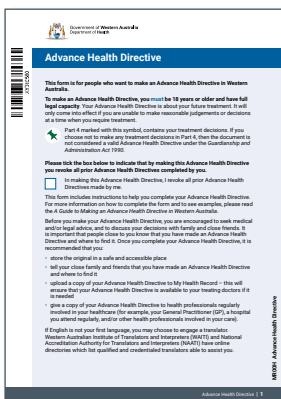 Government of Western Australia
Department of Health
Advance Health Directive
This form is for people who want to make an Advance Health Directive in Western
Australia.
To make an Advance Health Directive, you must be 18 years or older and have full
legal capacity. Your Advance Health Directive is about your future treatment. It will
only come into effect if you are unable to make reasonable judgements or decisions
at a time when you require treatment.
Part 4 marked with this symbol, contains your treatment decisions. If you
choose not to make any treatment decisions in Part 4, then the document is
not considered a valid Advance Health Directive under the Guardianship and
Administration Act 1990.
Please tick the box below to indicate that by making this Advance Health Directive
you revoke all prior Advance Health Directives completed by you.
In making this Advance Health Directive, I revoke all prior Advance Health
Directives made by me.
This form includes instructions to help you complete your Advance Health Directive.
For more information on how to complete the form and to see examples, please read
the A Guide to Making an Advance Health Directive in Western Australia.
Before you make your Advance Health Directive, you are encouraged to seek medical
and/or legal advice, and to discuss your decisions with family and close friends. It
is important that people close to you know that you have made an Advance Health
Directive and where to find it. Once you complete your Advance Health Directive, it is
recommended that you:
• store the original in a safe and accessible place
• tell your close family and friends that you have made an Advance Health Directive
and where to find it
• upload a copy of your Advance Health Directive to My Health Record – this will
ensure that your Advance Health Directive is available to your treating doctors if it
is needed
• give a copy of your Advance Health Directive to health professionals regularly
involved in your healthcare (for example, your General Practitioner (GP), a hospital
you attend regularly, and/or other health professionals involved in your care).
If English is not your first language, you may choose to engage a translator.
Western Australian Institute of Translators and Interpreters (WAITI) and National
Accreditation Authority for Translators and Interpreters (NAATI) have online
directories which list qualified and credentialed translators able to assist you.
MR00H Advance Health Directive
Advance Health Directive | 1